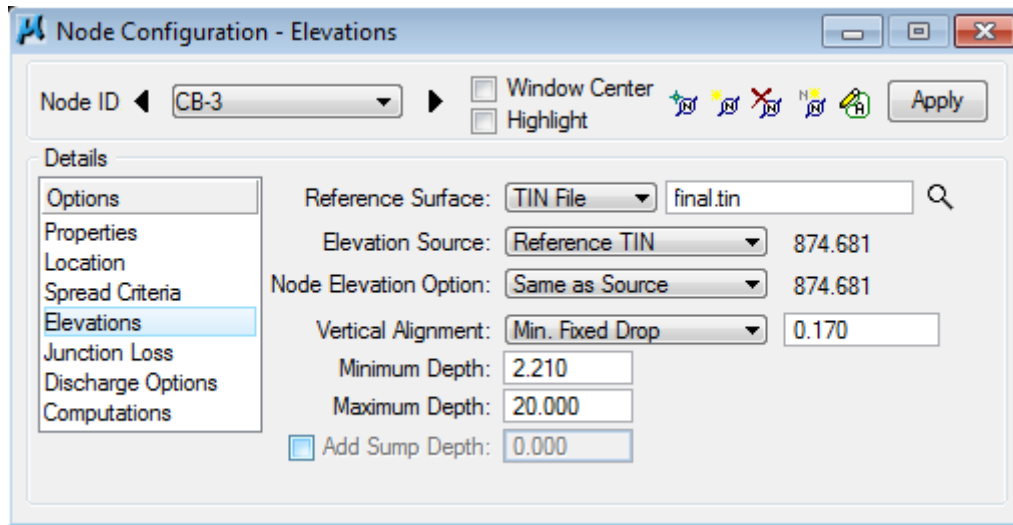 Node Configuration - Elevations
Node ID CB-3 Window Center Highlight Apply
Details
Options
Properties
Location
Spread Criteria
Elevations
Junction Loss
Discharge Options
Computations
Reference Surface: TIN File final.tin
Elevation Source: Reference TIN 874.681
Node Elevation Option: Same as Source 874.681
Vertical Alignment: Min. Fixed Drop 0.170
Minimum Depth: 2.210
Maximum Depth: 20.000
Add Sump Depth: 0.000